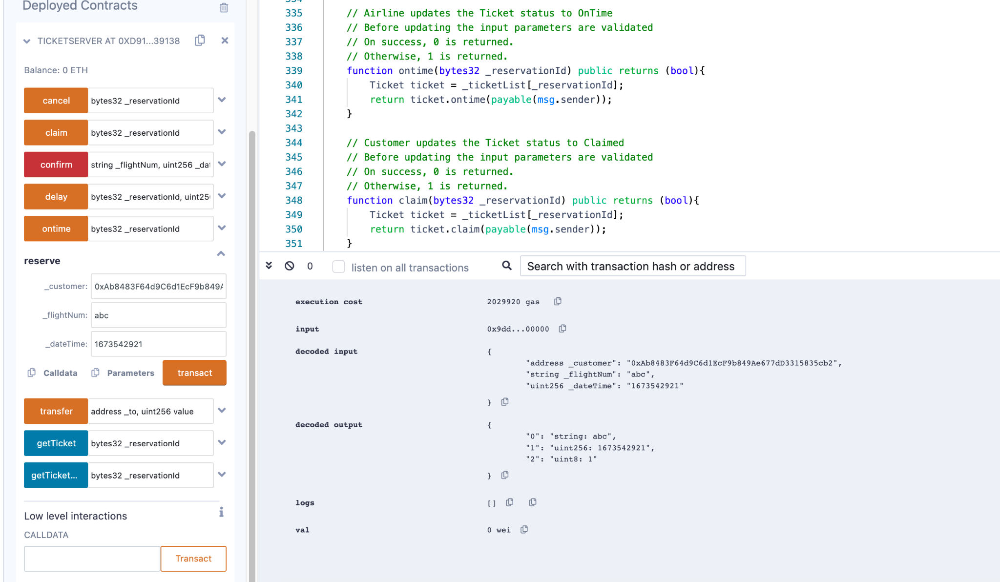 Deployed Contracts
TICKETSERVER AT 0XD91...39138
Balance: 0 ETH
cancel bytes32 _reservationId
claim bytes32 _reservationId
confirm string _flightNum, uint256 _dat
delay bytes32 _reservationId, uint25
ontime bytes32 _reservationId
reserve
_customer: 0xAb8483F64d9C6d1EcF9b849A
_flightNum: abc
_dateTime: 1673542921
Calldata Parameters transact
transfer address _to, uint256 value
getTicket bytes32 _reservationId
getTicket... bytes32 _reservationId
Low level interactions
CALLDATA
Transact
335 // Airline updates the Ticket status to OnTime
336 // Before updating the input parameters are validated
337 // On success, 0 is returned.
338 // Otherwise, 1 is returned.
339 function ontime(bytes32 _reservationId) public returns (bool){
340 Ticket ticket = _ticketList[_reservationId];
341 return ticket.ontime(payable(msg.sender));
342 }
343
344 // Customer updates the Ticket status to Claimed
345 // Before updating the input parameters are validated
346 // On success, 0 is returned.
347 // Otherwise, 1 is returned.
348 function claim(bytes32 _reservationId) public returns (bool){
349 Ticket ticket = _ticketList[_reservationId];
350 return ticket.claim(payable(msg.sender));
351 }
0 listen on all transactions Search with transaction hash or address
execution cost 2029920 gas
input 0x9dd...00000
decoded input {
"address _customer": "0xAb8483F64d9C6d1EcF9b849Ae677dD3315835cb2",
"string _flightNum": "abc",
"uint256 _dateTime": "1673542921"
}
decoded output {
"0": "string: abc",
"1": "uint256: 1673542921",
"2": "uint8: 1"
}
logs []
val 0 wei